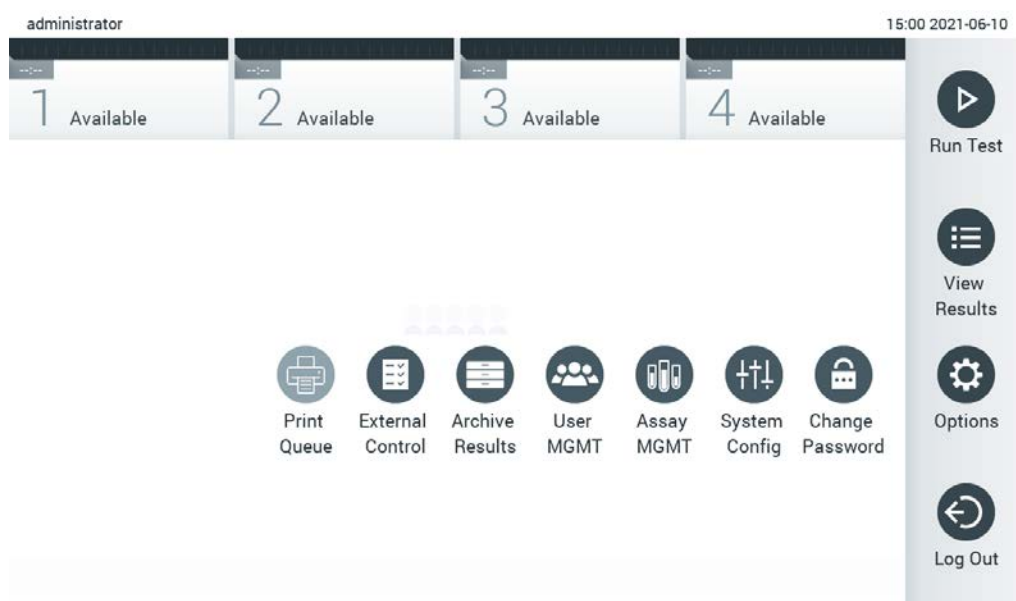 administrator
15:00 2021-06-10
--:--
1 Available
--:--
2 Available
--:--
3 Available
--:--
4 Available
Run Test
View
Results
Options
Log Out
Print
Queue
External
Control
Archive
Results
User
MGMT
Assay
MGMT
System
Config
Change
Password